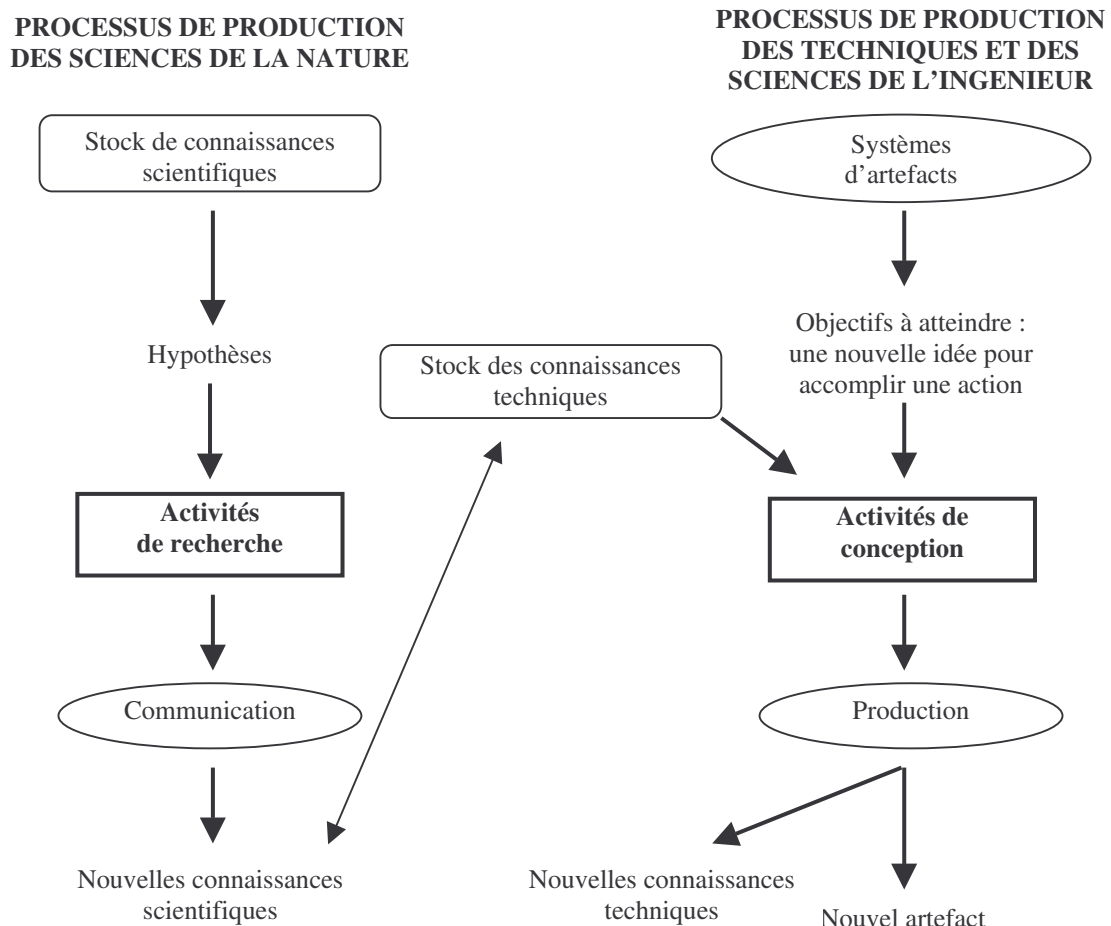 PROCESSUS DE PRODUCTION
DES SCIENCES DE LA NATURE
Stock de connaissances
scientifiques
Hypothèses
Activités
de recherche
Communication
Nouvelles connaissances
scientifiques
Stock des connaissances
techniques
PROCESSUS DE PRODUCTION
DES TECHNIQUES ET DES
SCIENCES DE L'INGENIEUR
Systèmes
d'artefacts
Objectifs à atteindre :
une nouvelle idée pour
accomplir une action
Activités de
conception
Production
Nouvelles connaissances
techniques
Nouvel artefact